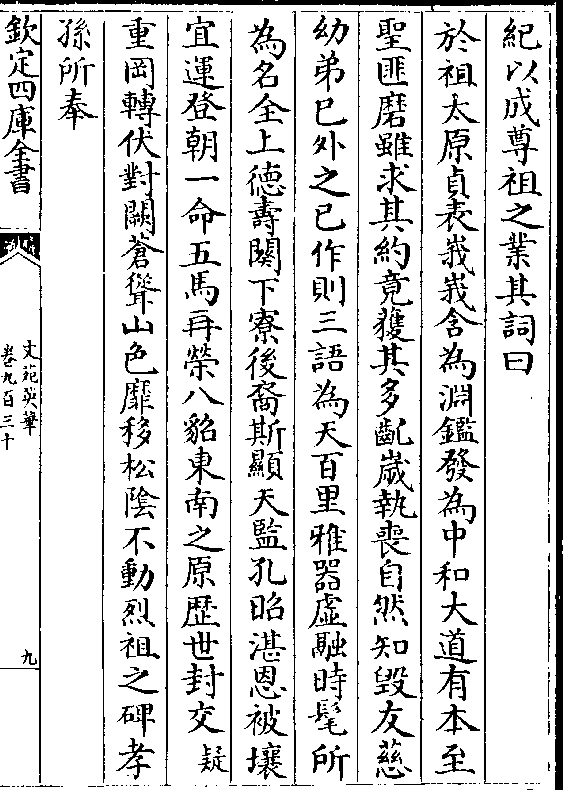 紀以成尊祖之業其詞曰
於祖太原貞表峩峩含為淵鑑發為中和大道有本至
聖匪磨雖求其約竟獲其多齓嵗執喪自然知毁友慈
幼弟已外之已作則三語為天百里雅器虛融時髦所
為名全上德壽闋下寮後裔斯顯天監孔昭湛恩被壤
宜運登朝一命五馬再榮八貂東南之原歴世封交疑
重岡轉伏對闕蒼聳山色靡移松陰不動烈祖之碑孝
孫所奉
欽定四庫全書
文苑英華
卷九百三十
九